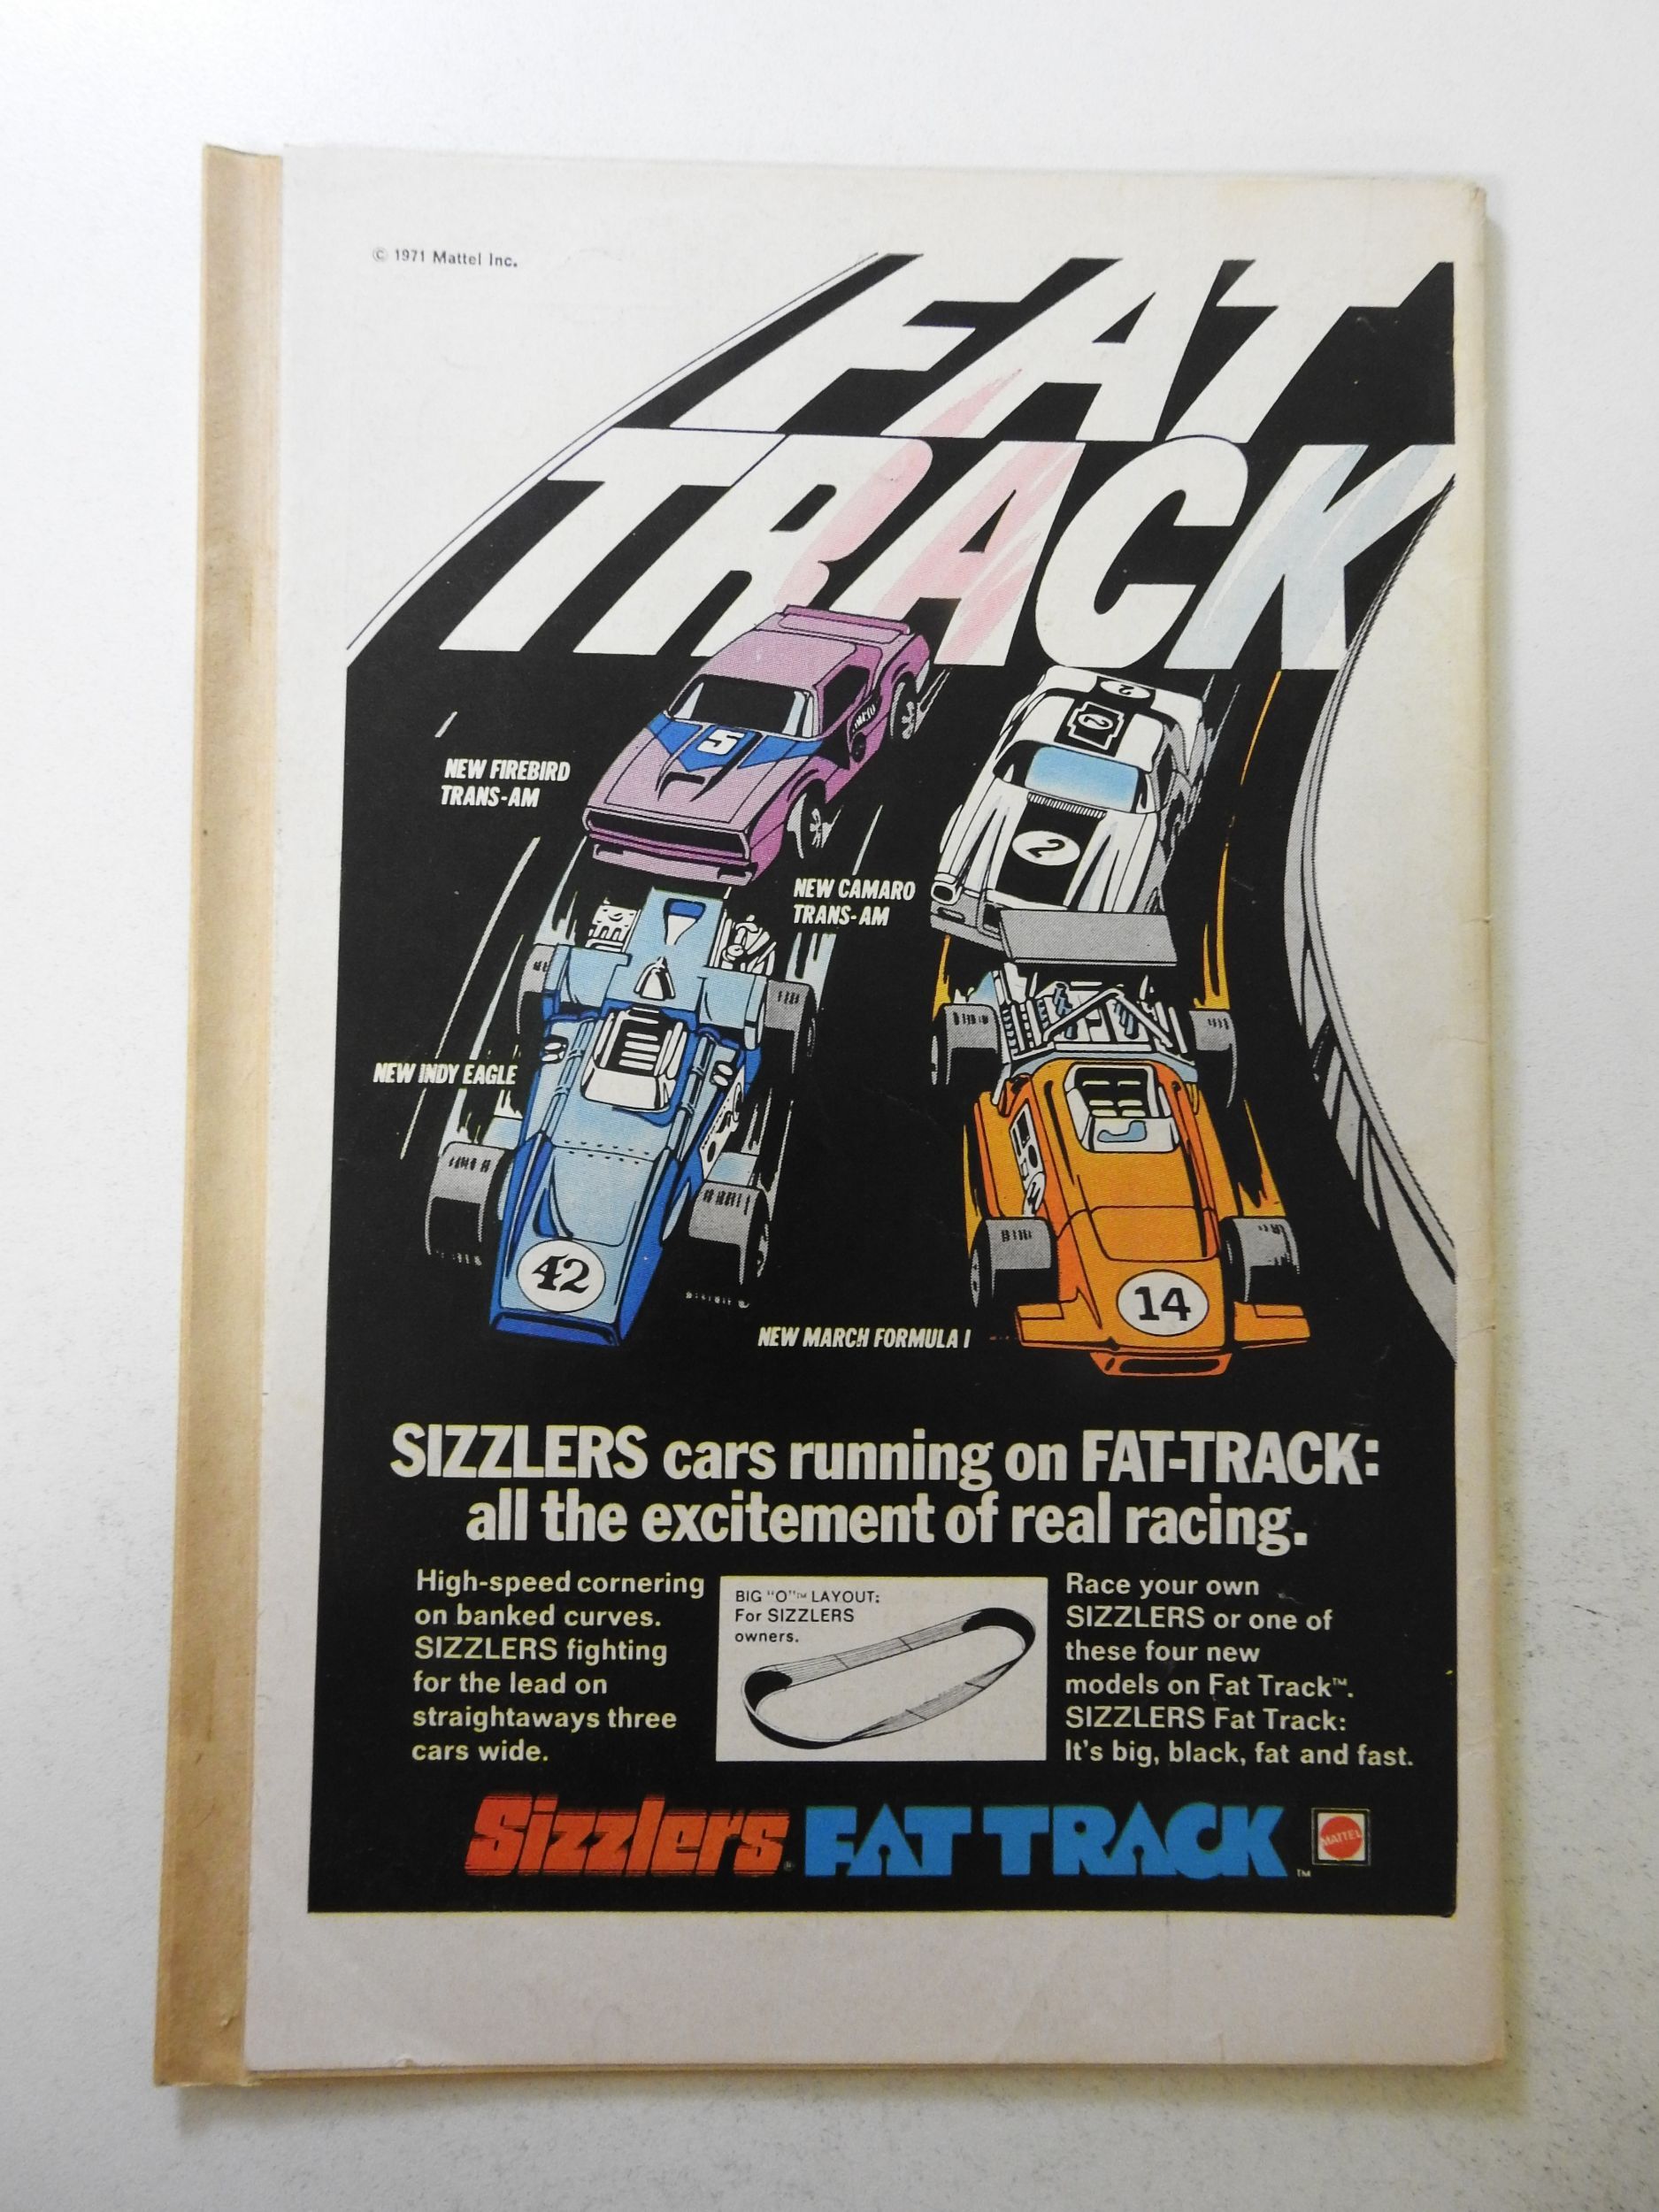 © 1971 Mattel Inc.
FAT
TRACK
5
2
2
2
NEW FIREBIRD
TRANS-AM
NEW CAMARO
TRANS-AM
NEW INDY EAGLE
42
14
NEW MARCH FORMULA I
SIZZLERS cars running on FAT-TRACK:
all the excitement of real racing.
High-speed cornering
on banked curves.
SIZZLERS fighting
for the lead on
straightaways three
cars wide.
BIG "O"™ LAYOUT:
For SIZZLERS
owners.
Race your own
SIZZLERS or one of
these four new
models on Fat Track™.
SIZZLERS Fat Track:
It's big, black, fat and fast.
Sizzlers® FAT TRACK™
MATTEL